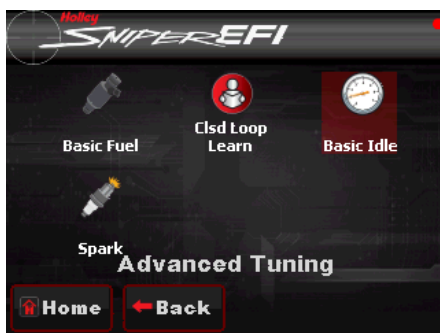 Holley
SNIPER EFI
Basic Fuel
Clsd Loop
Learn
Basic Idle
Spark
Advanced Tuning
Home
Back